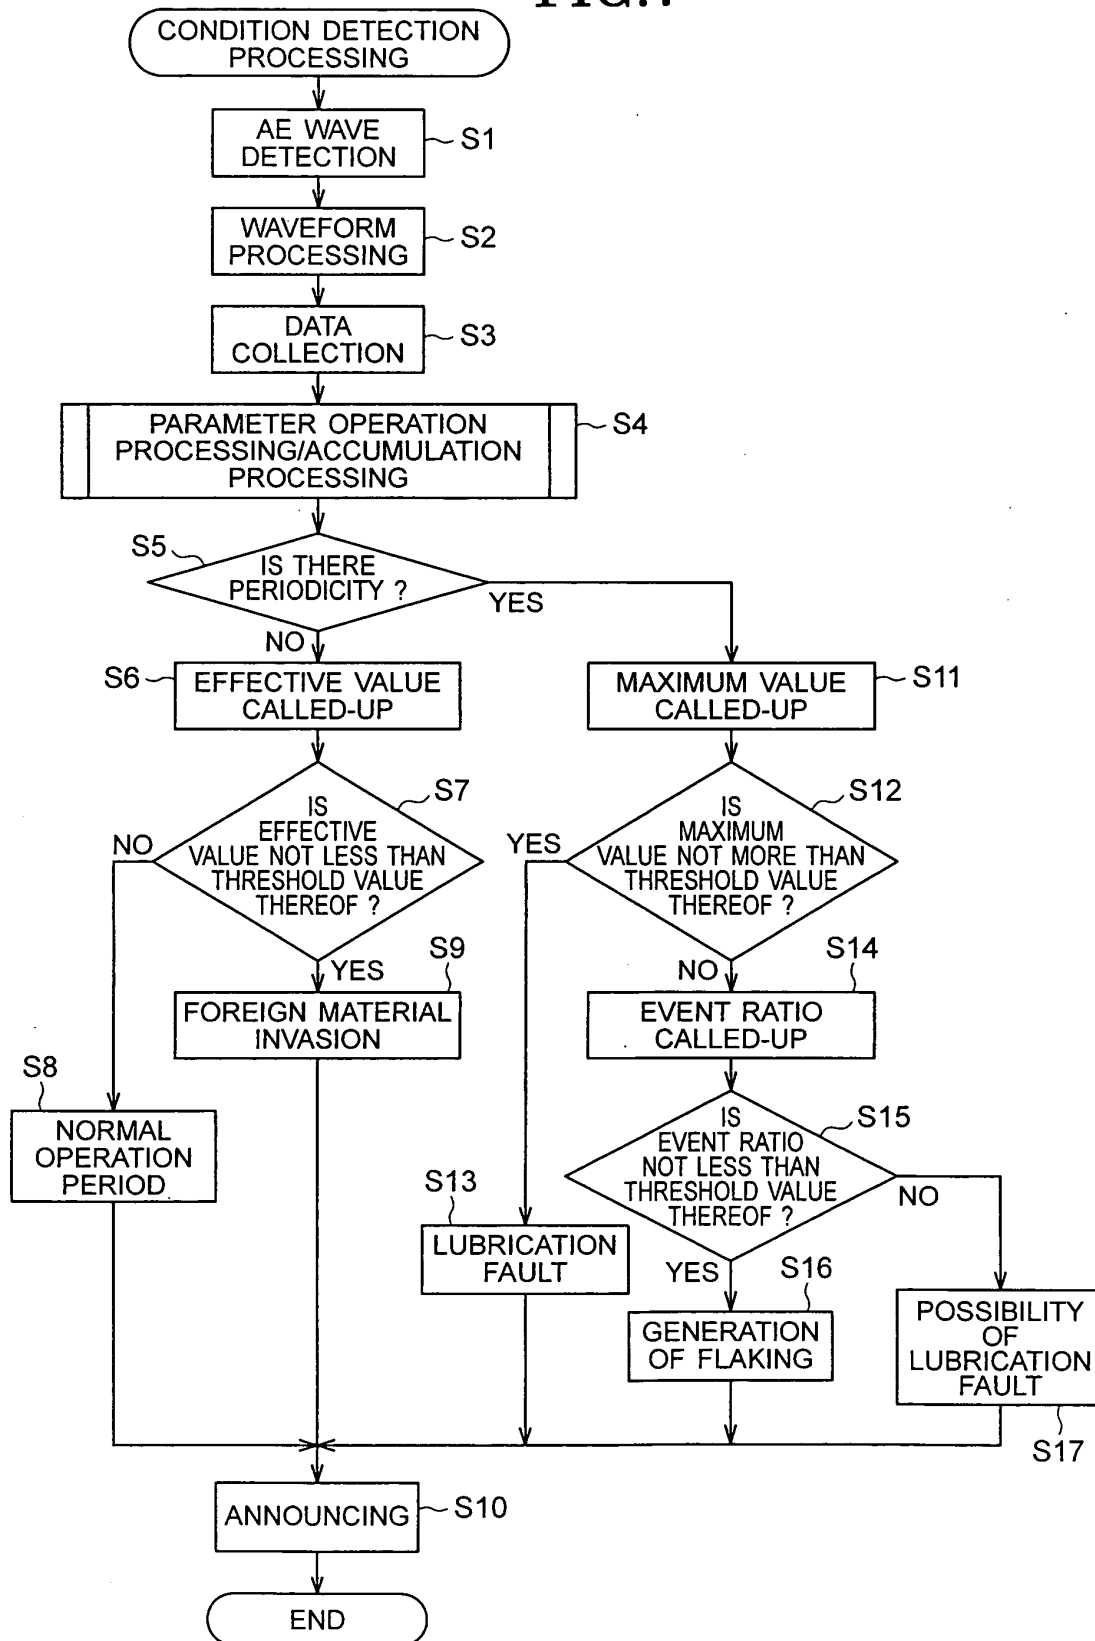 CONDITION DETECTION
PROCESSING
AE WAVE
DETECTION
S1
WAVEFORM
PROCESSING
S2
DATA
COLLECTION
S3
PARAMETER OPERATION
PROCESSING/ACCUMULATION
PROCESSING
S4
S5
IS THERE
PERIODICITY ?
YES
NO
S6
EFFECTIVE VALUE
CALLED-UP
MAXIMUM VALUE
CALLED-UP
S11
S7
IS
EFFECTIVE
VALUE NOT LESS THAN
THRESHOLD VALUE
THEREOF ?
NO
YES
S12
IS
MAXIMUM
VALUE NOT MORE THAN
THRESHOLD VALUE
THEREOF ?
YES
NO
S9
FOREIGN MATERIAL
INVASION
S14
EVENT RATIO
CALLED-UP
S8
NORMAL
OPERATION
PERIOD
S15
IS
EVENT RATIO
NOT LESS THAN
THRESHOLD VALUE
THEREOF ?
NO
YES
S13
LUBRICATION
FAULT
S16
GENERATION
OF FLAKING
POSSIBILITY
OF
LUBRICATION
FAULT
S17
ANNOUNCING
S10
END